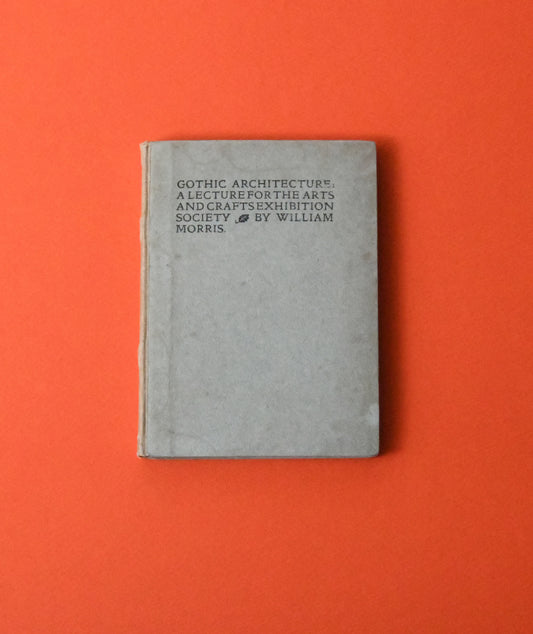 GOTHIC ARCHITECTURE:
A LECTURE FOR THE ARTS
AND CRAFTS EXHIBITION
SOCIETY ❧ BY WILLIAM
MORRIS.